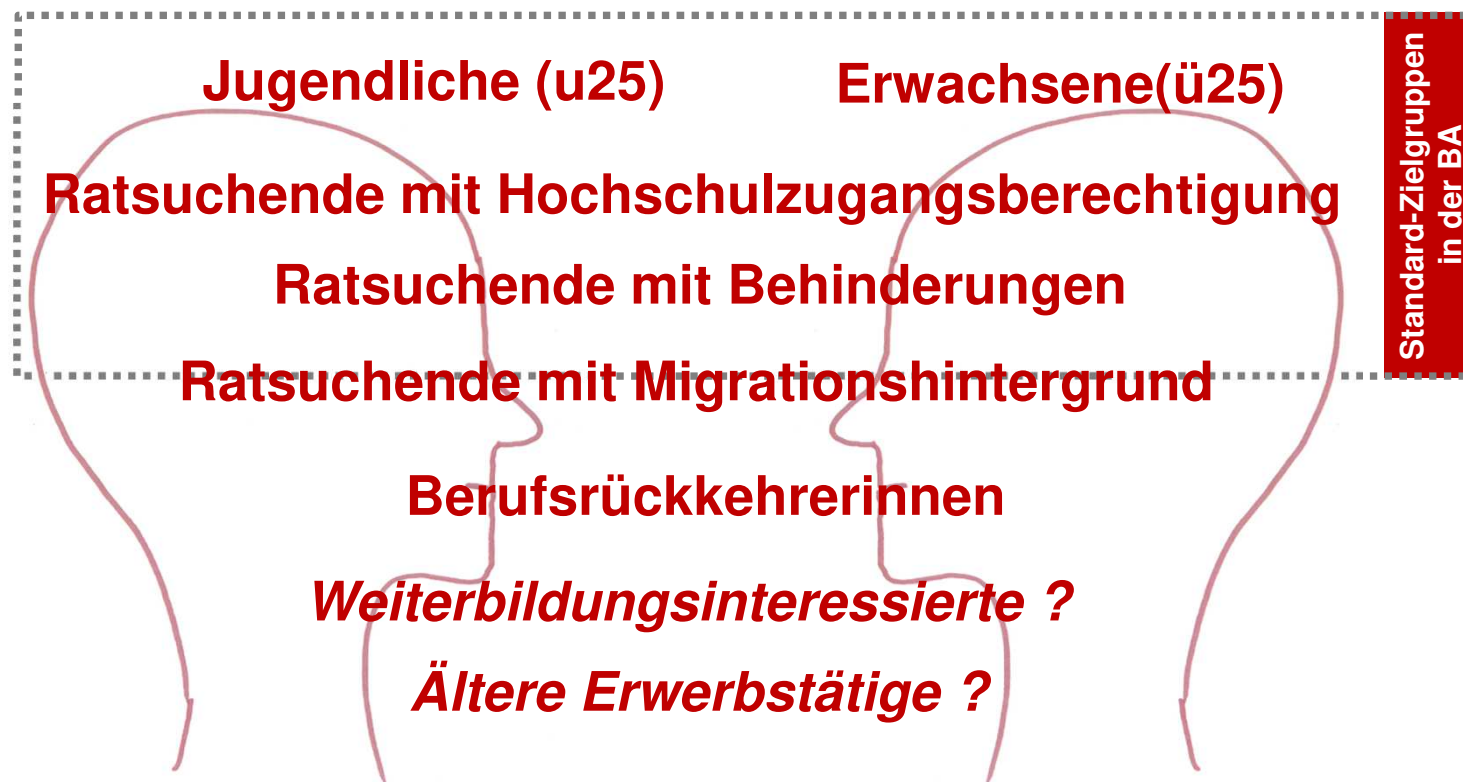 Jugendliche (u25)
Erwachsene(ü25)
Ratsuchende mit Hochschulzugangsberechtigung
Ratsuchende mit Behinderungen
Ratsuchende mit Migrationshintergrund
Berufsrückkehrerinnen
Weiterbildungsinteressierte ?
Ältere Erwerbstätige ?
Standard-Zielgruppen
in der BA